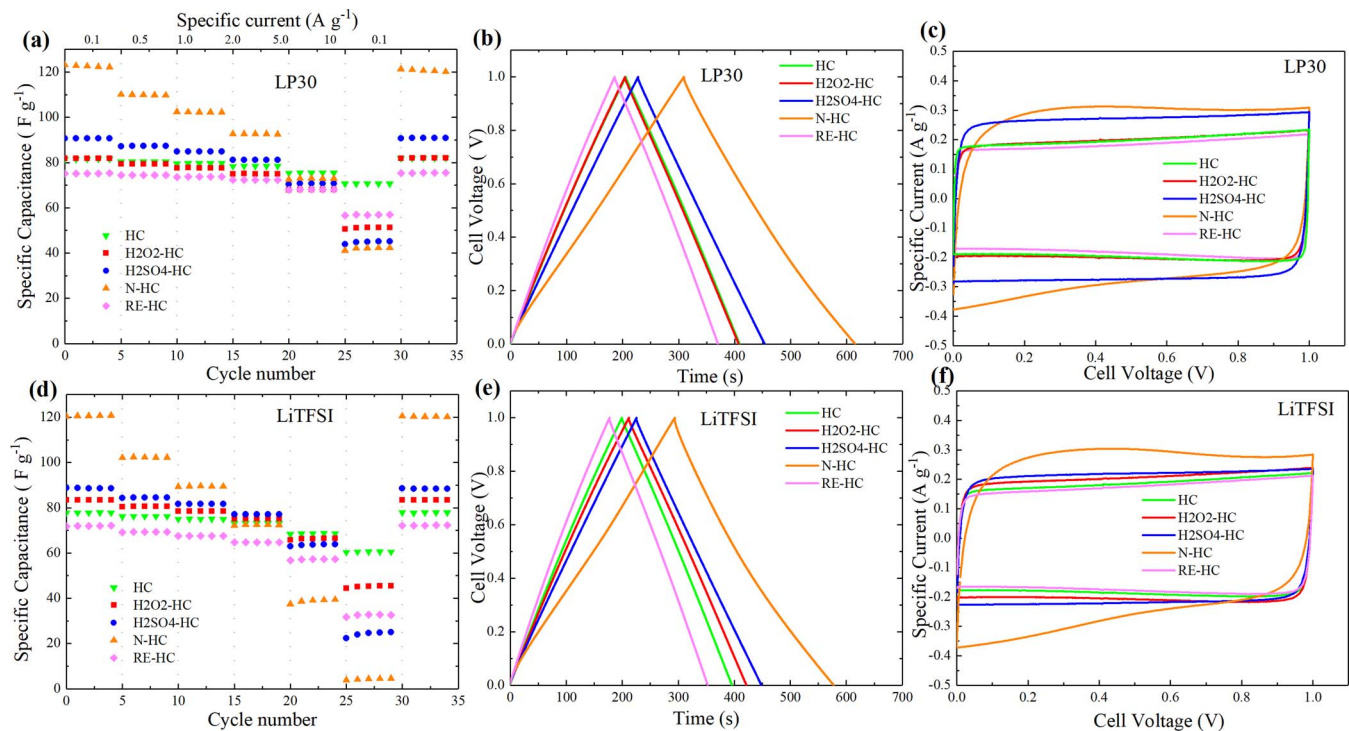 Specific current (A g-1)
0.1 0.5 1.0 2.0 5.0 10 0.1
(a)
LP30
Specific Capacitance ( F g-1)
120
100
80
60
40
20
0
HC
H2O2-HC
H2SO4-HC
N-HC
RE-HC
0 5 10 15 20 25 30 35
Cycle number
(b)
LP30
HC
H2O2-HC
H2SO4-HC
N-HC
RE-HC
Cell Voltage ( V)
1.0
0.8
0.6
0.4
0.2
0.0
0 100 200 300 400 500 600 700
Time (s)
(c)
LP30
Specific Current (A g-1)
0.5
0.4
0.3
0.2
0.1
0.0
-0.1
-0.2
-0.3
-0.4
-0.5
HC
H2O2-HC
H2SO4-HC
N-HC
RE-HC
0.0 0.2 0.4 0.6 0.8 1.0
Cell Voltage (V)
(d)
LiTFSI
Specific Capacitance ( F g-1)
120
100
80
60
40
20
0
HC
H2O2-HC
H2SO4-HC
N-HC
RE-HC
0 5 10 15 20 25 30 35
Cycle number
(e)
LiTFSI
HC
H2O2-HC
H2SO4-HC
N-HC
RE-HC
Cell Voltage (V)
1.0
0.8
0.6
0.4
0.2
0.0
0 100 200 300 400 500 600 700
Time (s)
(f)
LiTFSI
Specific Current (A g-1)
0.5
0.4
0.3
0.2
0.1
0.0
-0.1
-0.2
-0.3
-0.4
-0.5
HC
H2O2-HC
H2SO4-HC
N-HC
RE-HC
0.0 0.2 0.4 0.6 0.8 1.0
Cell Voltage (V)